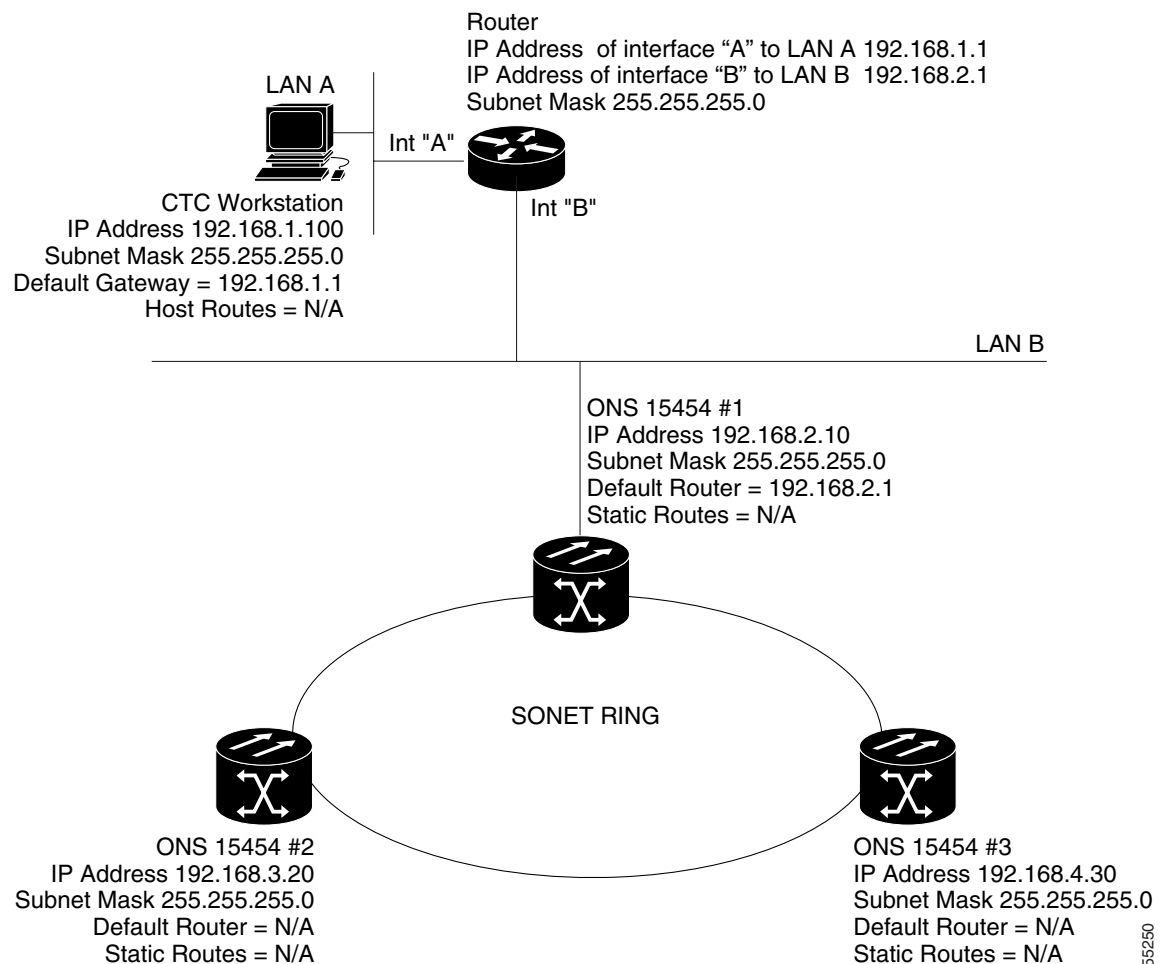 Router
IP Address of interface “A” to LAN A 192.168.1.1
IP Address of interface “B” to LAN B 192.168.2.1
Subnet Mask 255.255.255.0
LAN A
Int "A"
CTC Workstation
IP Address 192.168.1.100
Subnet Mask 255.255.255.0
Default Gateway = 192.168.1.1
Host Routes = N/A
Int "B"
LAN B
ONS 15454 #1
IP Address 192.168.2.10
Subnet Mask 255.255.255.0
Default Router = 192.168.2.1
Static Routes = N/A
SONET RING
ONS 15454 #2
IP Address 192.168.3.20
Subnet Mask 255.255.255.0
Default Router = N/A
Static Routes = N/A
ONS 15454 #3
IP Address 192.168.4.30
Subnet Mask 255.255.255.0
Default Router = N/A
Static Routes = N/A
55250